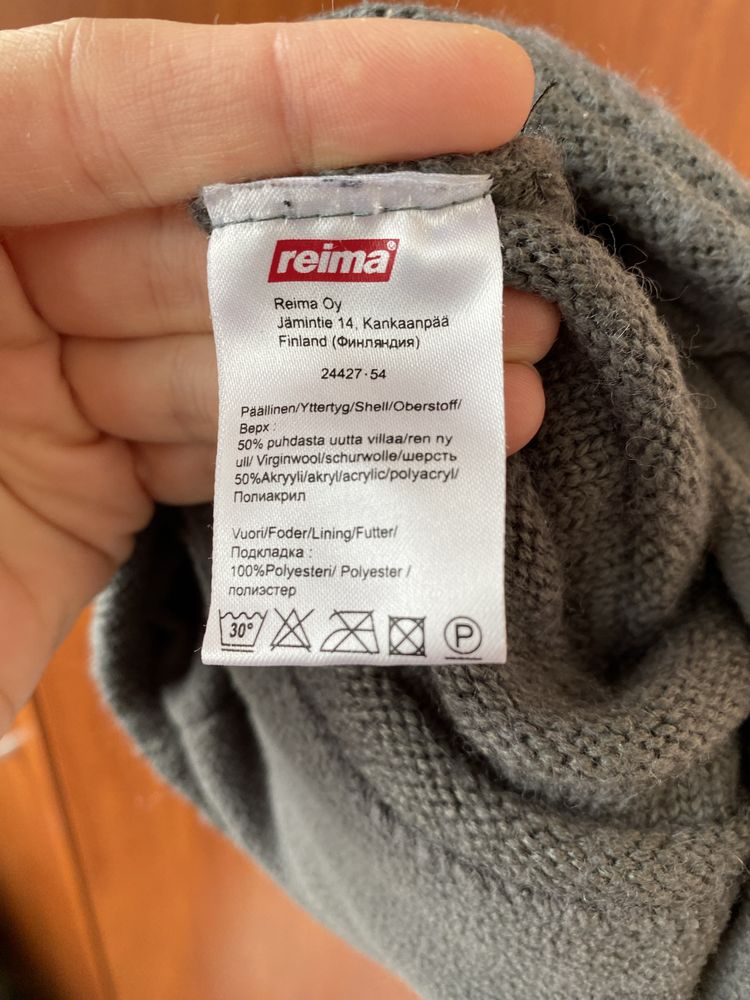 reima®
Reima Oy
Jämintie 14, Kankaanpää
Finland (Финляндия)
24427-54
Päällinen/Yttertyg/Shell/Oberstoff/
Верх :
50% puhdasta uutta villaa/ren ny
ull/ Virginwool/schurwolle/шерсть
50%Akryyli/akryl/acrylic/polyacryl/
Полиакрил
Vuori/Foder/Lining/Futter/
Подкладка :
100%Polyesteri/ Polyester /
полиэстер
30° P